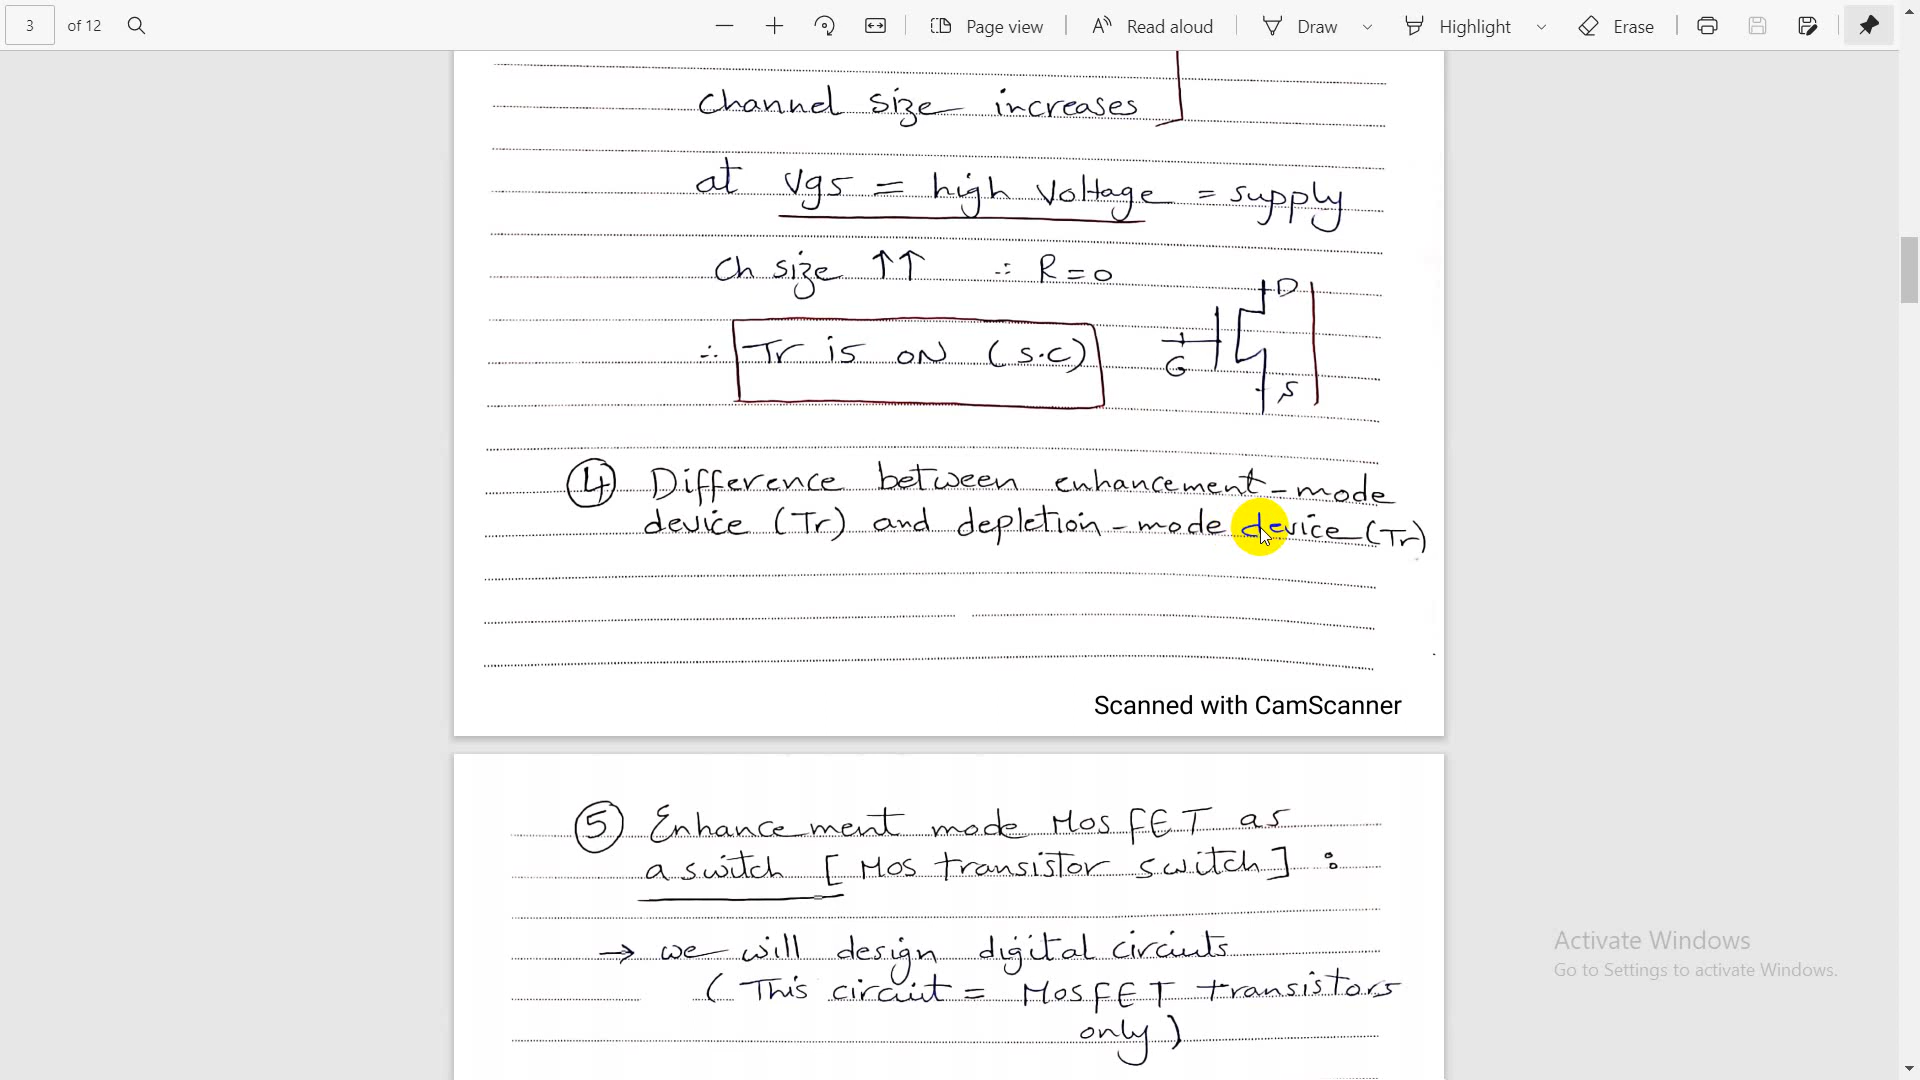 3 of 12 Page view Read aloud Draw Highlight Erase
channel size increases
at vgs = high voltage = supply
Ch size ↑↑ ∴ R=0
D
∴ Tr is ON (s.c)
G
S
④ Difference between enhancement-mode
device (Tr) and depletion-mode device (Tr)
Scanned with CamScanner
⑤ Enhancement mode MosFET as
a switch [Mos transistor switch] :
→ we will design digital circiuts
(This circuit = MosFET transistors
only)
Activate Windows
Go to Settings to activate Windows.